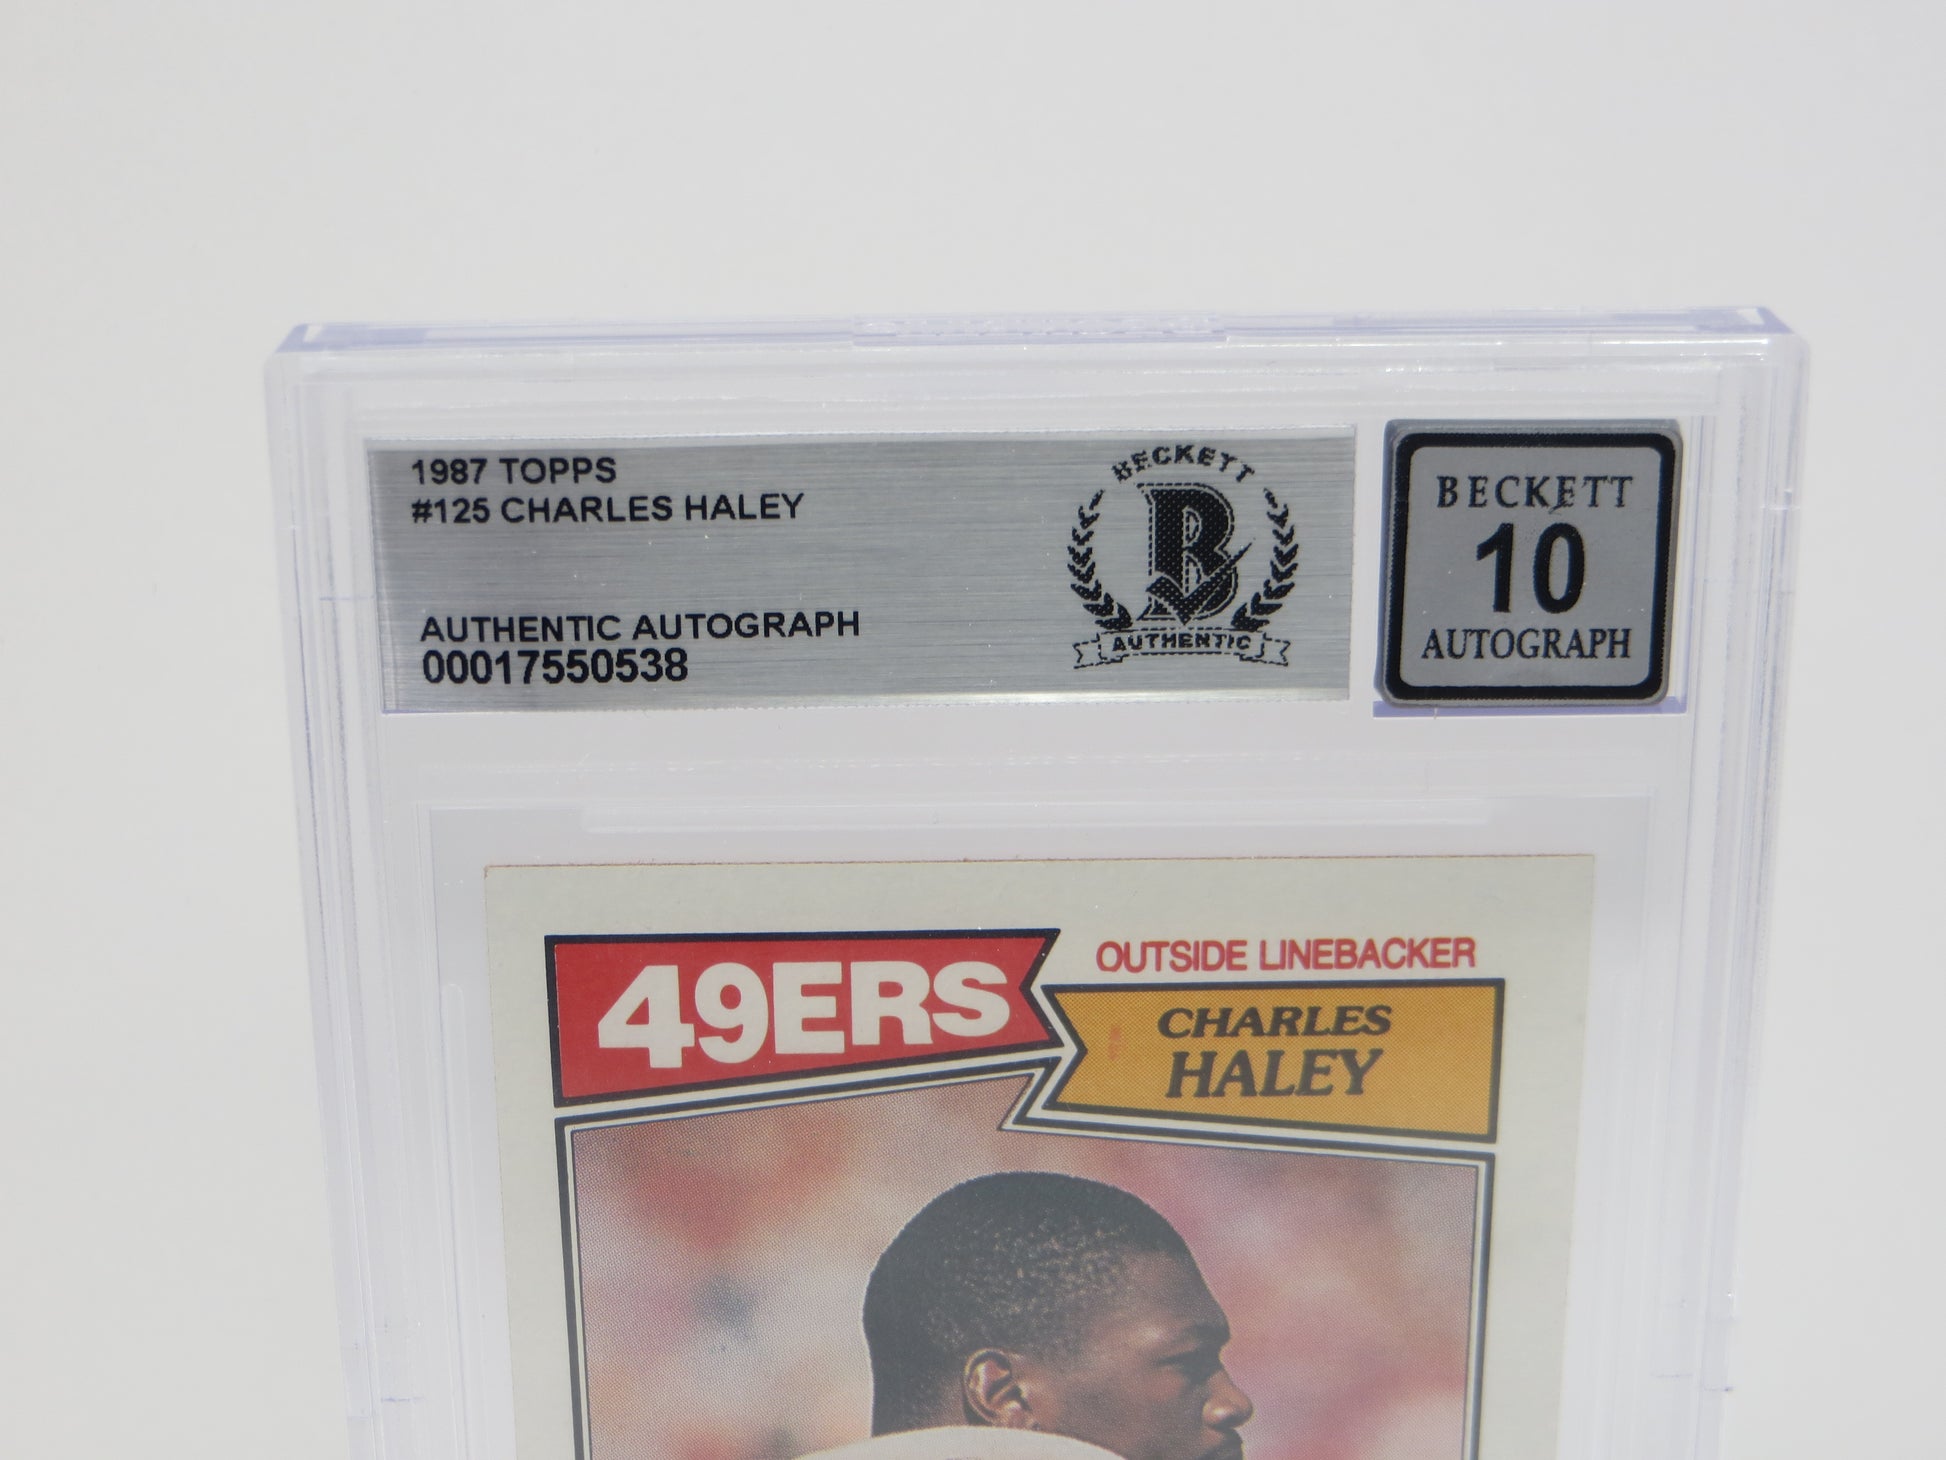 1987 TOPPS
#125 CHARLES HALEY
AUTHENTIC AUTOGRAPH
00017550538
BECKETT
B
AUTHENTIC
BECKETT
10
AUTOGRAPH
49ERS
OUTSIDE LINEBACKER
CHARLES
HALEY